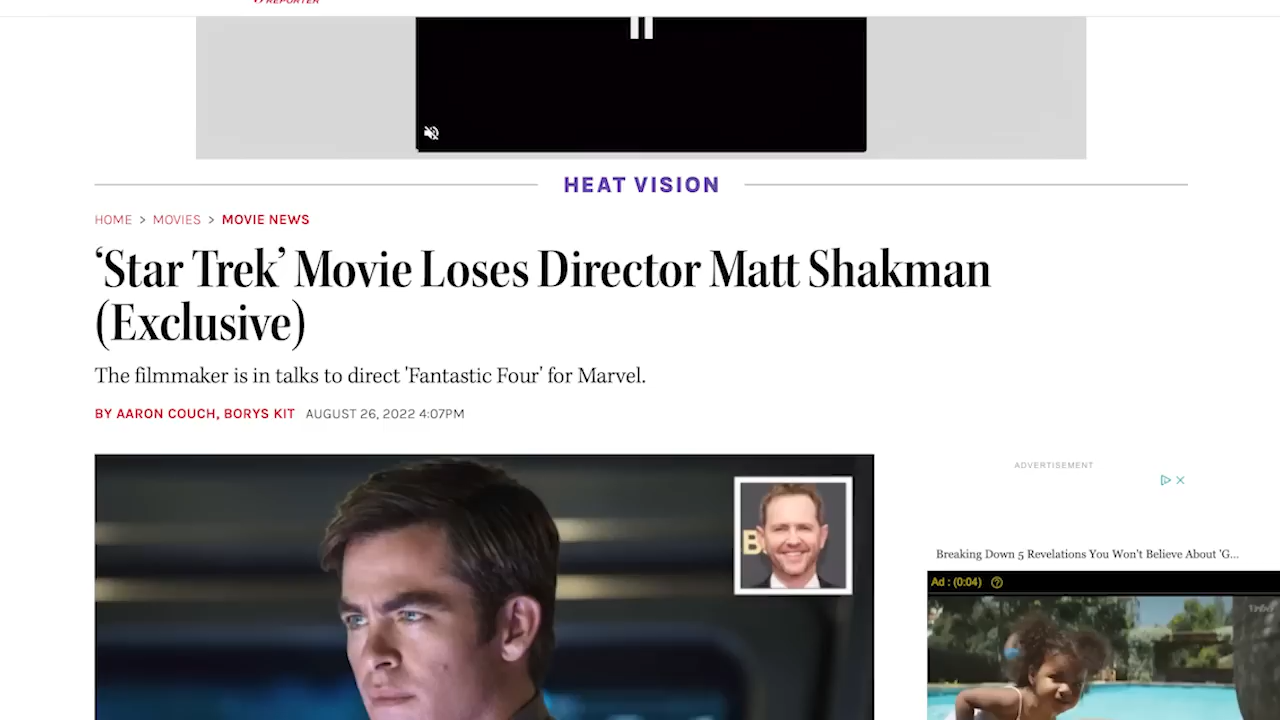 REPORTER
HEAT VISION
HOME > MOVIES > MOVIE NEWS
‘Star Trek’ Movie Loses Director Matt Shakman
(Exclusive)
The filmmaker is in talks to direct 'Fantastic Four' for Marvel.
BY AARON COUCH, BORYS KIT AUGUST 26, 2022 4:07PM
ADVERTISEMENT
Breaking Down 5 Revelations You Won't Believe About 'G...
Ad : (0:04)
B